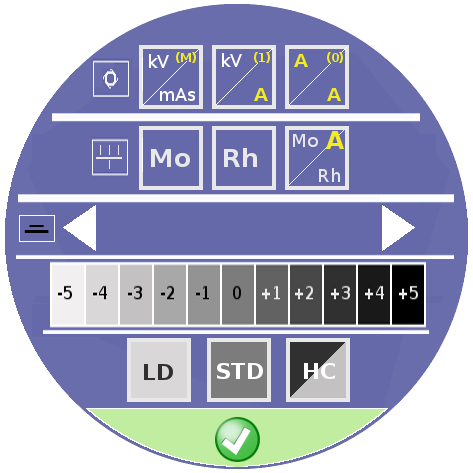 kV (M) kV (1) A (0)
mAs A A
Mo Rh Mo A
Rh
-5 -4 -3 -2 -1 0 +1 +2 +3 +4 +5
LD STD HC